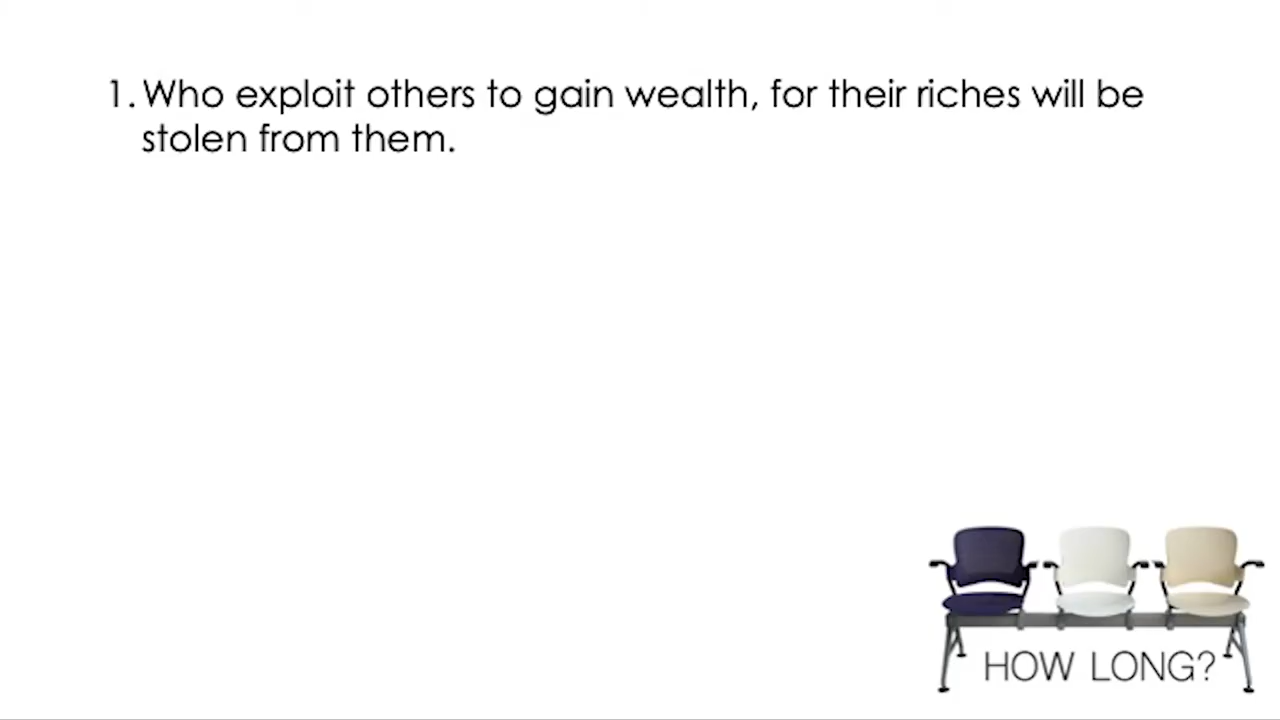 1. Who exploit others to gain wealth, for their riches will be
stolen from them.
HOW LONG?